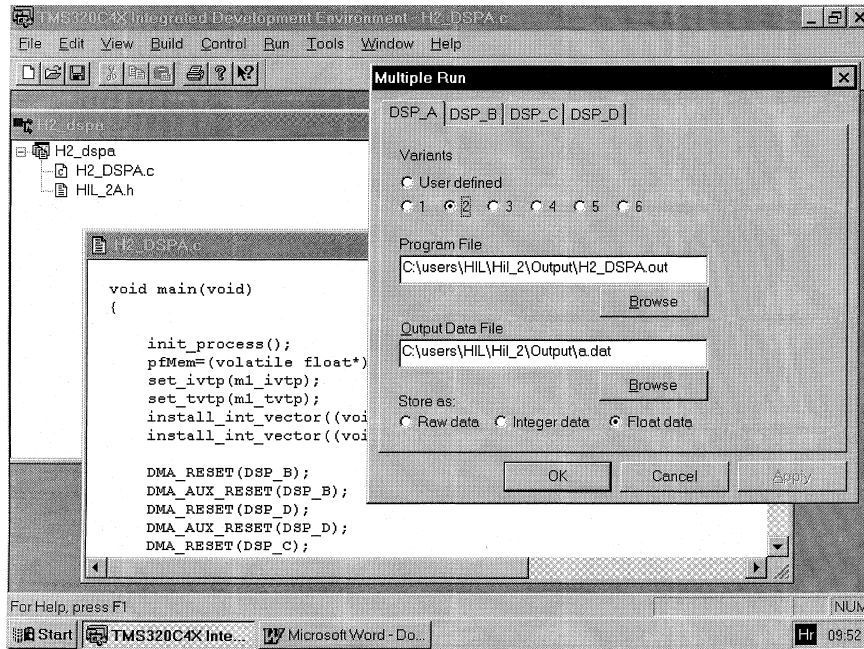 TMS320C4X Integrated Development Environment - H2_DSPA.c
File Edit View Build Control Run Tools Window Help
H2_dspa
H2_dspa
H2_DSPA.c
HIL_2A.h
H2_DSPA.c
void main(void)
{
init_process();
pfMem=(volatile float*)
set_ivtp(m1_ivtp);
set_tvtp(m1_tvtp);
install_int_vector((voi
install_int_vector((voi
DMA_RESET(DSP_B);
DMA_AUX_RESET(DSP_B);
DMA_RESET(DSP_D);
DMA_AUX_RESET(DSP_D);
DMA_RESET(DSP_C);
Multiple Run
DSP_A DSP_B DSP_C DSP_D
Variants
User defined
1 2 3 4 5 6
Program File
C:\users\HIL\Hil_2\Output\H2_DSPA.out
Browse
Output Data File
C:\users\HIL\Hil_2\Output\a.dat
Browse
Store as:
Raw data Integer data Float data
OK Cancel Apply
For Help, press F1
NUM
Start TMS320C4X Inte... Microsoft Word - Do... Hr 09:52